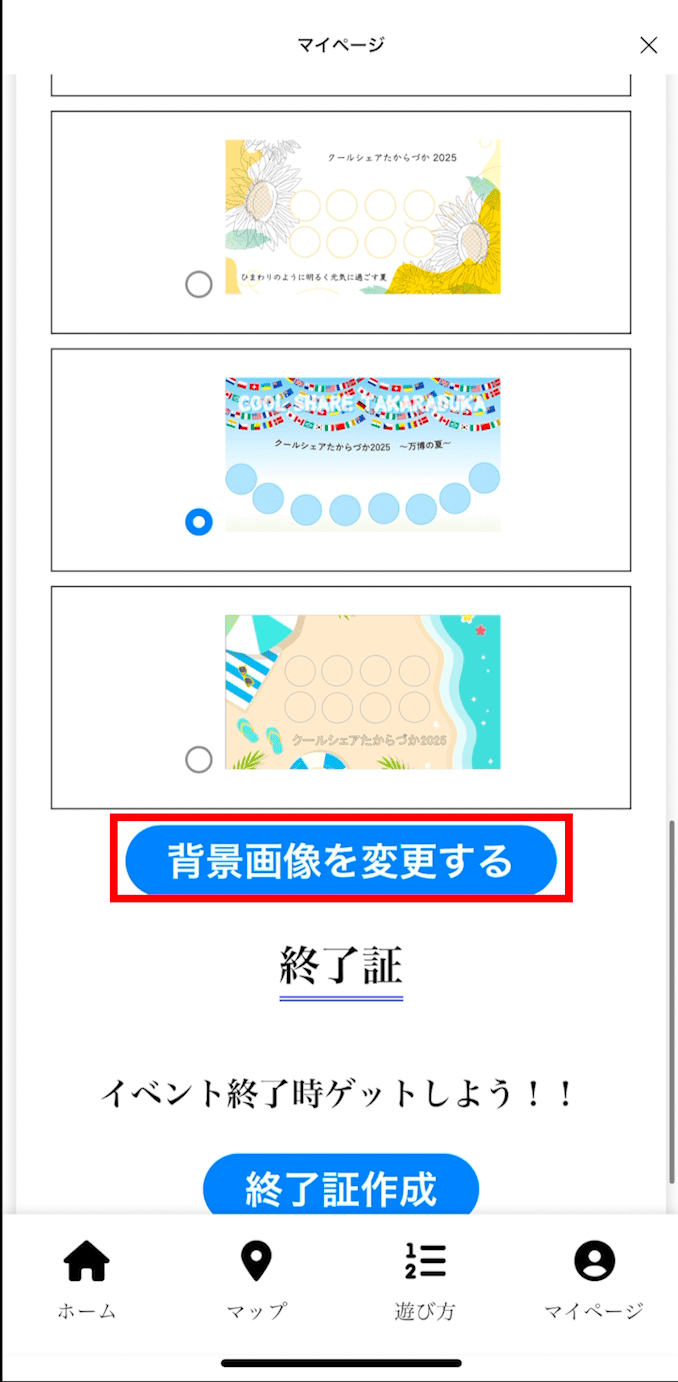 マイページ
クールシェアたからづか 2025
ひまわりのように明るく元気に過ごす夏
COOL SHARE TAKARADUKA
クールシェアたからづか2025　〜万博の夏〜
クールシェアたからづか2025
背景画像を変更する
終了証
イベント終了時ゲットしよう！！
終了証作成
ホーム
マップ
遊び方
マイページ